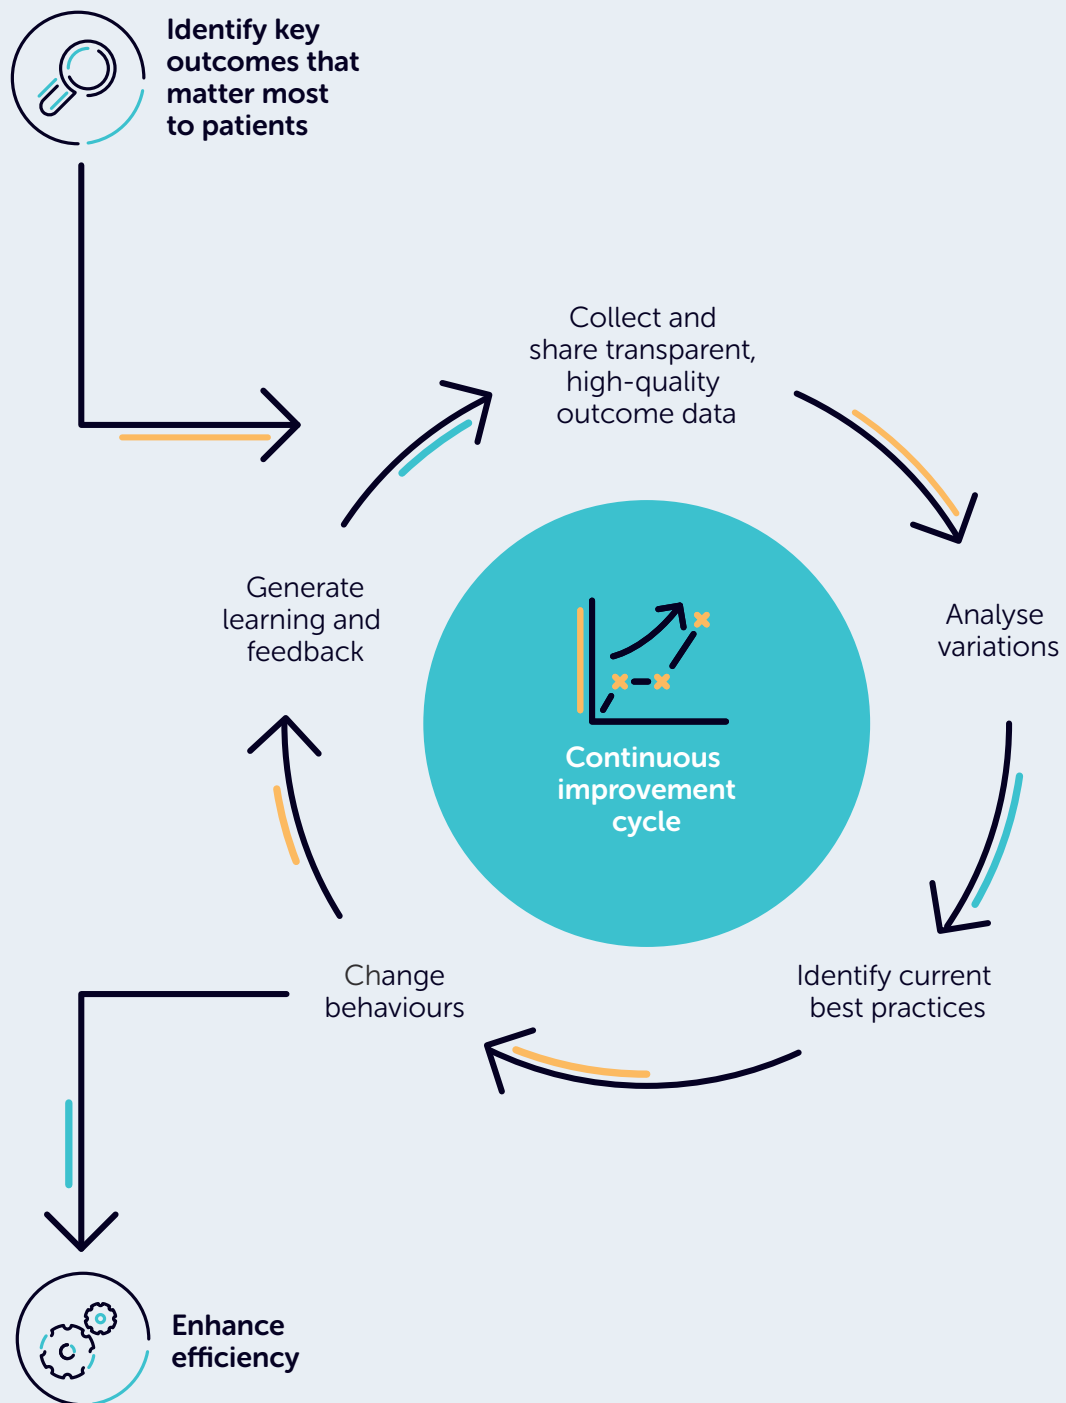 Identify key
outcomes that
matter most
to patients
Collect and
share transparent,
high-quality
outcome data
Analyse
variations
Identify current
best practices
Change
behaviours
Generate
learning and
feedback
Continuous
improvement
cycle
Enhance
efficiency